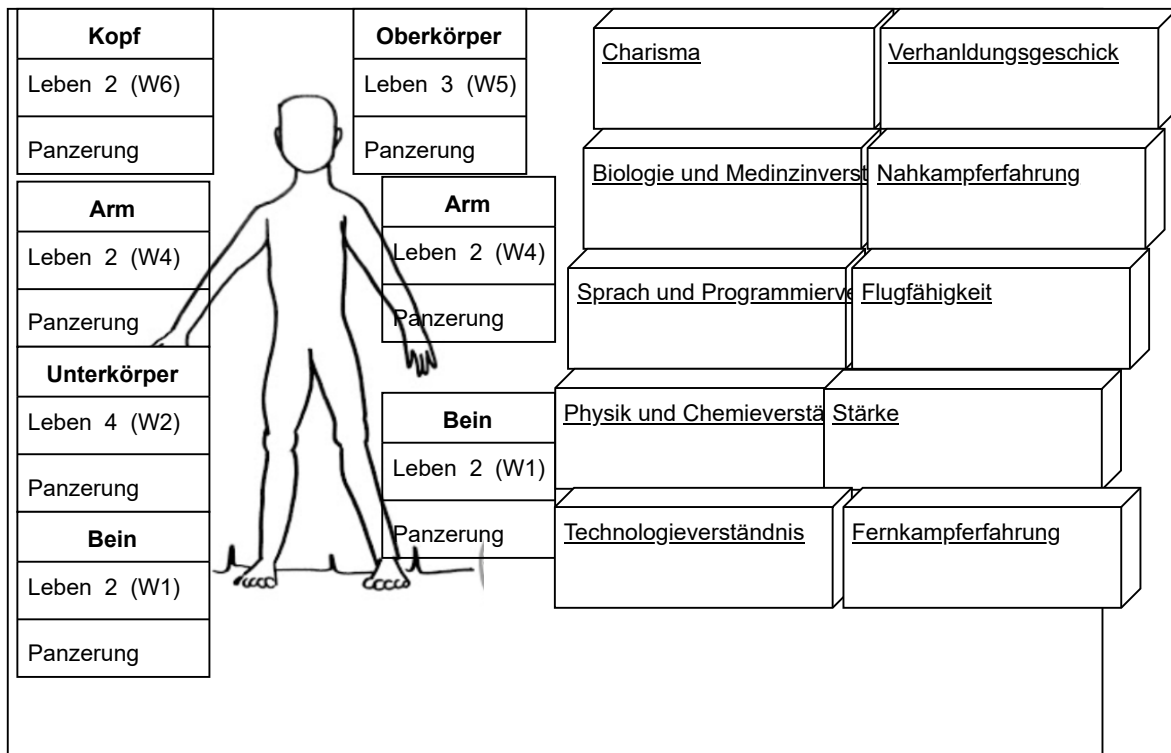 Kopf
Leben 2 (W6)
Panzerung
Oberkörper
Leben 3 (W5)
Panzerung
Arm
Leben 2 (W4)
Panzerung
Arm
Leben 2 (W4)
Panzerung
Unterkörper
Leben 4 (W2)
Panzerung
Bein
Leben 2 (W1)
Panzerung
Bein
Leben 2 (W1)
Panzerung
Charisma
Verhanldungsgeschick
Biologie und Medinzinverst
Nahkampferfahrung
Sprach und Programmierve
Flugfähigkeit
Physik und Chemieverstä
Stärke
Technologieverständnis
Fernkampferfahrung